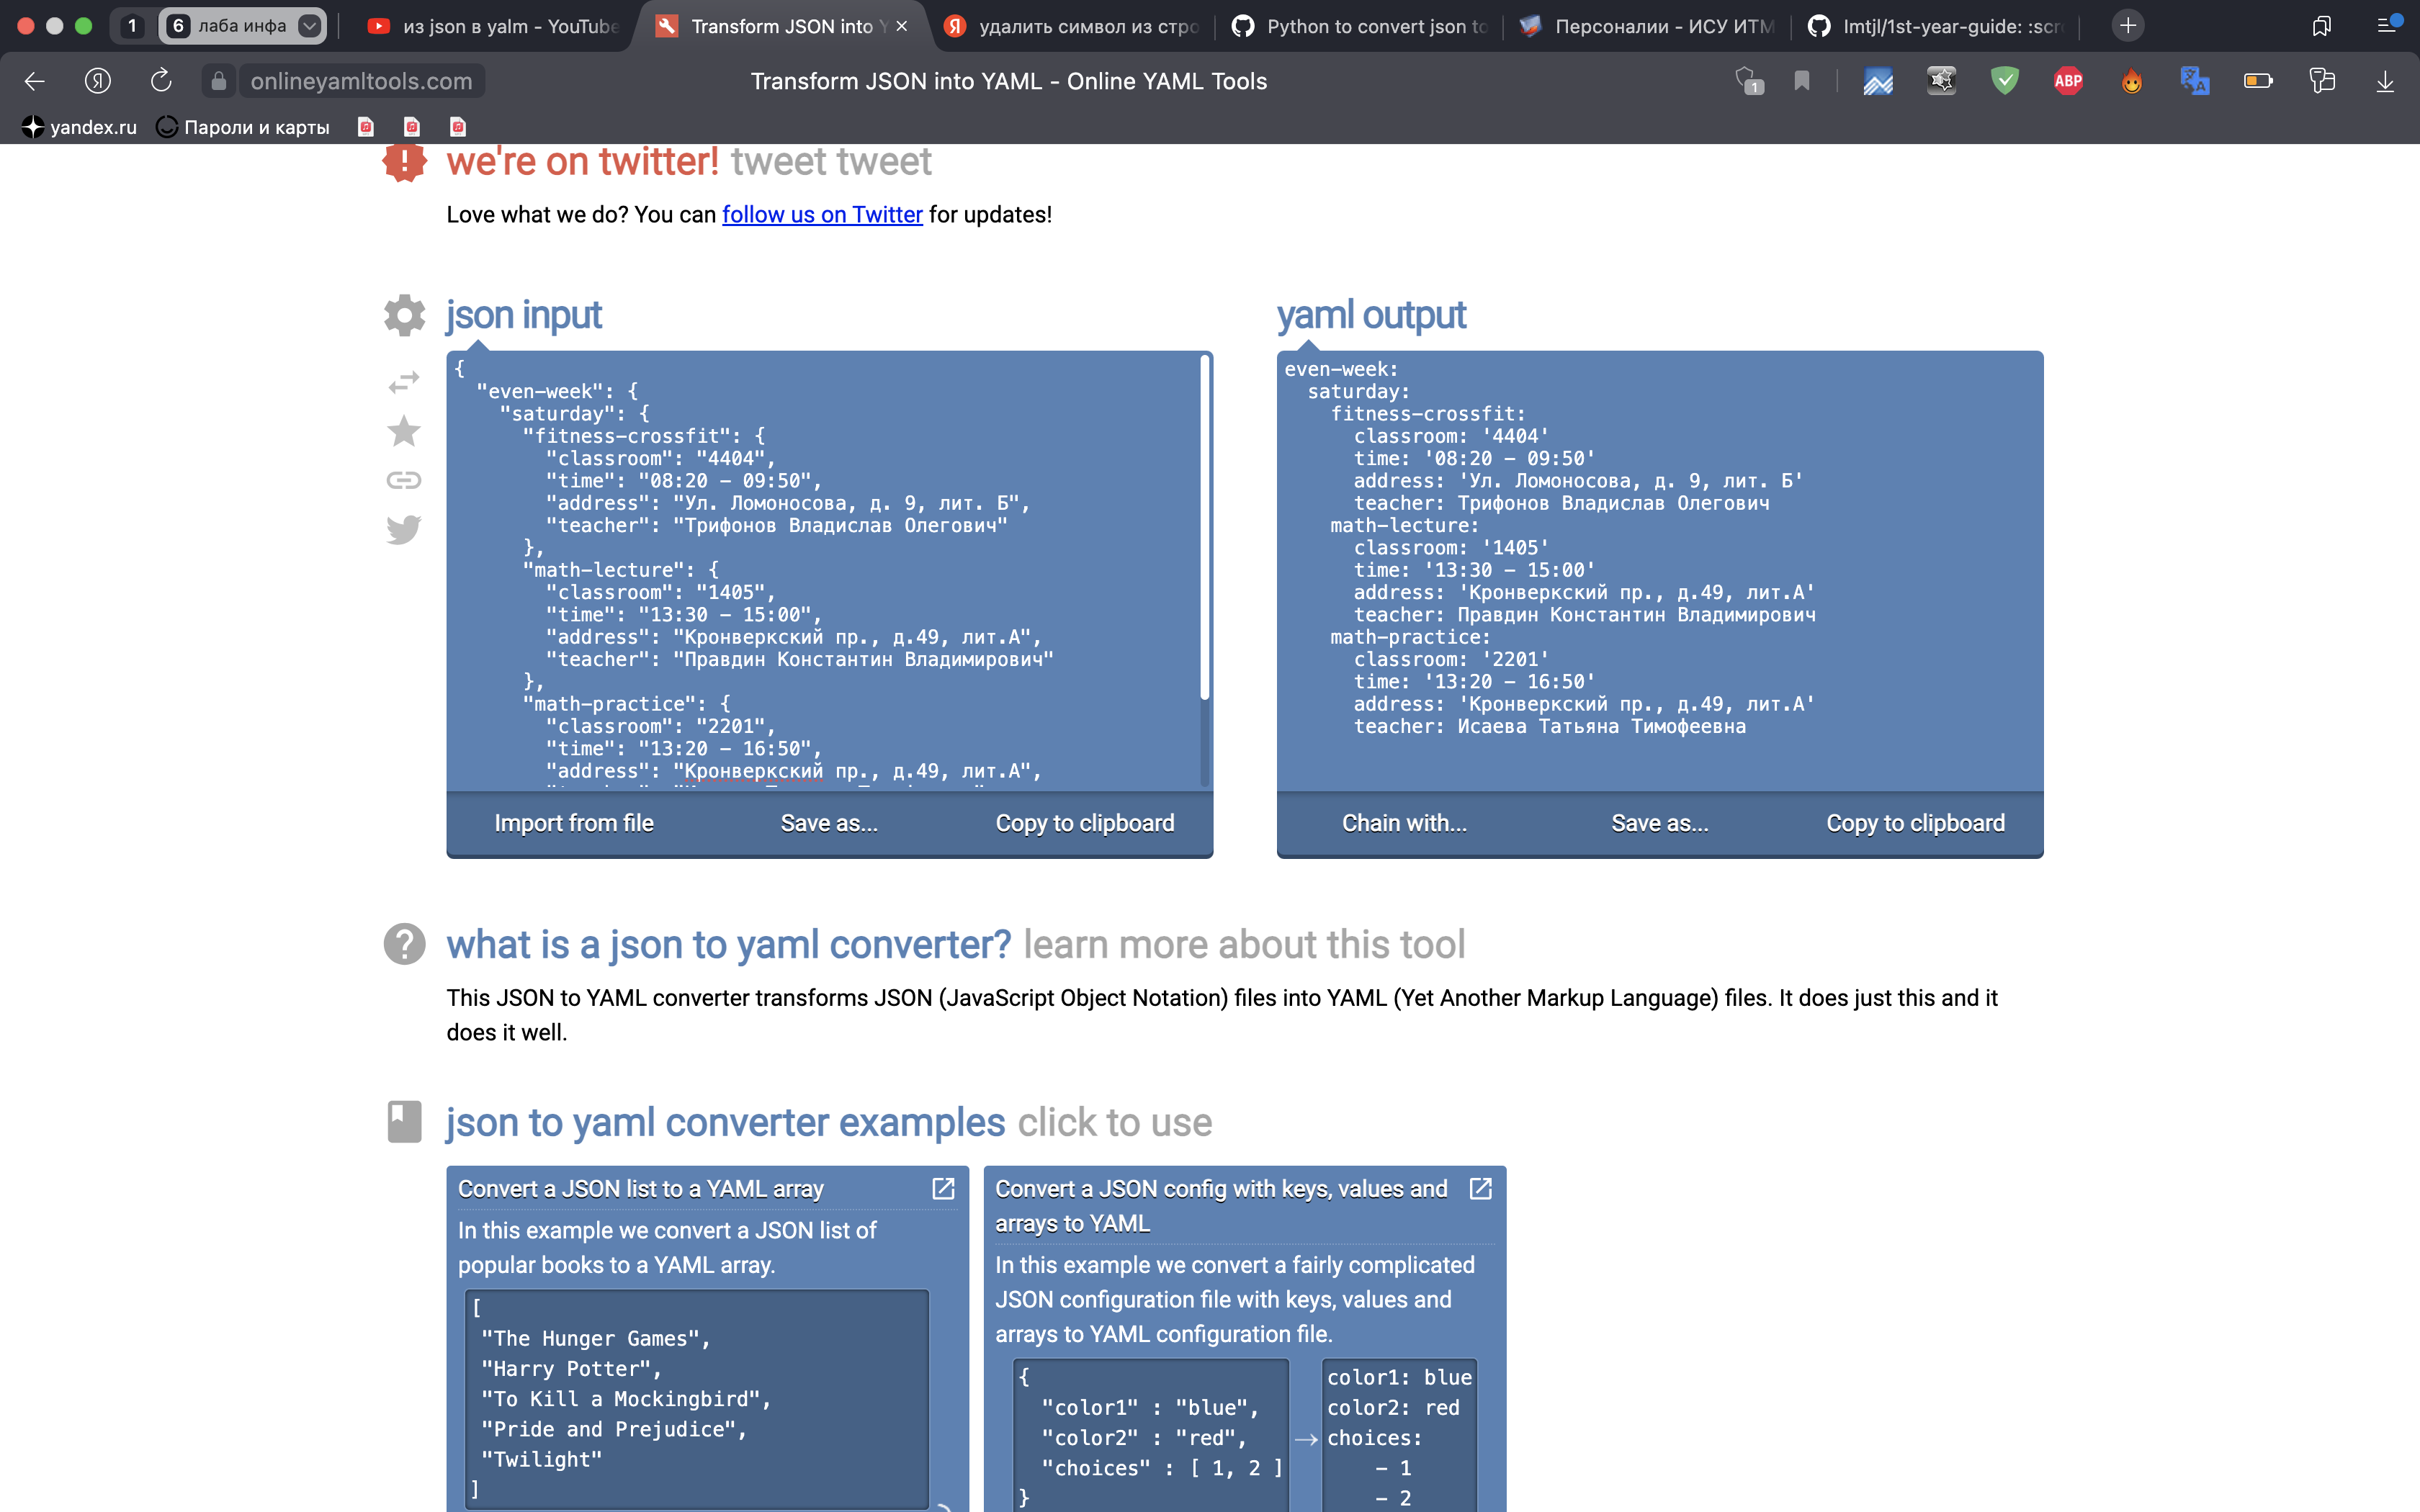 1
6 лаба инфа
из json в yalm - YouTube
Transform JSON into
удалить символ из стро
Python to convert json to
Персоналии - ИСУ ИТМ
lmtjl/1st-year-guide: :scr
onlineyamltools.com
Transform JSON into YAML - Online YAML Tools
1
ABP
yandex.ru
Пароли и карты
we're on twitter! tweet tweet
Love what we do? You can follow us on Twitter for updates!
json input
{
"even-week": {
"saturday": {
"fitness-crossfit": {
"classroom": "4404",
"time": "08:20 - 09:50",
"address": "Ул. Ломоносова, д. 9, лит. Б",
"teacher": "Трифонов Владислав Олегович"
},
"math-lecture": {
"classroom": "1405",
"time": "13:30 - 15:00",
"address": "Кронверкский пр., д.49, лит.А",
"teacher": "Правдин Константин Владимирович"
},
"math-practice": {
"classroom": "2201",
"time": "13:20 - 16:50",
"address": "Кронверкский пр., д.49, лит.А",
Import from file
Save as...
Copy to clipboard
yaml output
even-week:
saturday:
fitness-crossfit:
classroom: '4404'
time: '08:20 - 09:50'
address: 'Ул. Ломоносова, д. 9, лит. Б'
teacher: Трифонов Владислав Олегович
math-lecture:
classroom: '1405'
time: '13:30 - 15:00'
address: 'Кронверкский пр., д.49, лит.А'
teacher: Правдин Константин Владимирович
math-practice:
classroom: '2201'
time: '13:20 - 16:50'
address: 'Кронверкский пр., д.49, лит.А'
teacher: Исаева Татьяна Тимофеевна
Chain with...
Save as...
Copy to clipboard
what is a json to yaml converter? learn more about this tool
This JSON to YAML converter transforms JSON (JavaScript Object Notation) files into YAML (Yet Another Markup Language) files. It does just this and it
does it well.
json to yaml converter examples click to use
Convert a JSON list to a YAML array
In this example we convert a JSON list of
popular books to a YAML array.
[
"The Hunger Games",
"Harry Potter",
"To Kill a Mockingbird",
"Pride and Prejudice",
"Twilight"
]
Convert a JSON config with keys, values and
arrays to YAML
In this example we convert a fairly complicated
JSON configuration file with keys, values and
arrays to YAML configuration file.
{
"color1" : "blue",
"color2" : "red",
"choices" : [ 1, 2 ]
}
→
color1: blue
color2: red
choices:
- 1
- 2